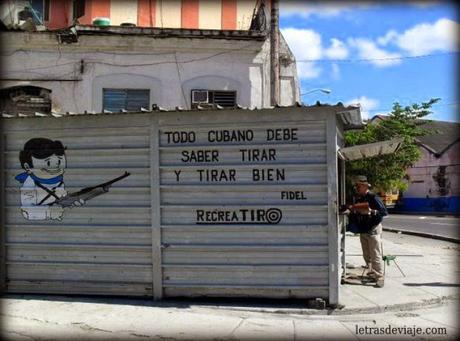 TODO CUBANO DEBE
SABER TIRAR
Y TIRAR BIEN
FIDEL
RECREATIRO
letrasdeviaje.com